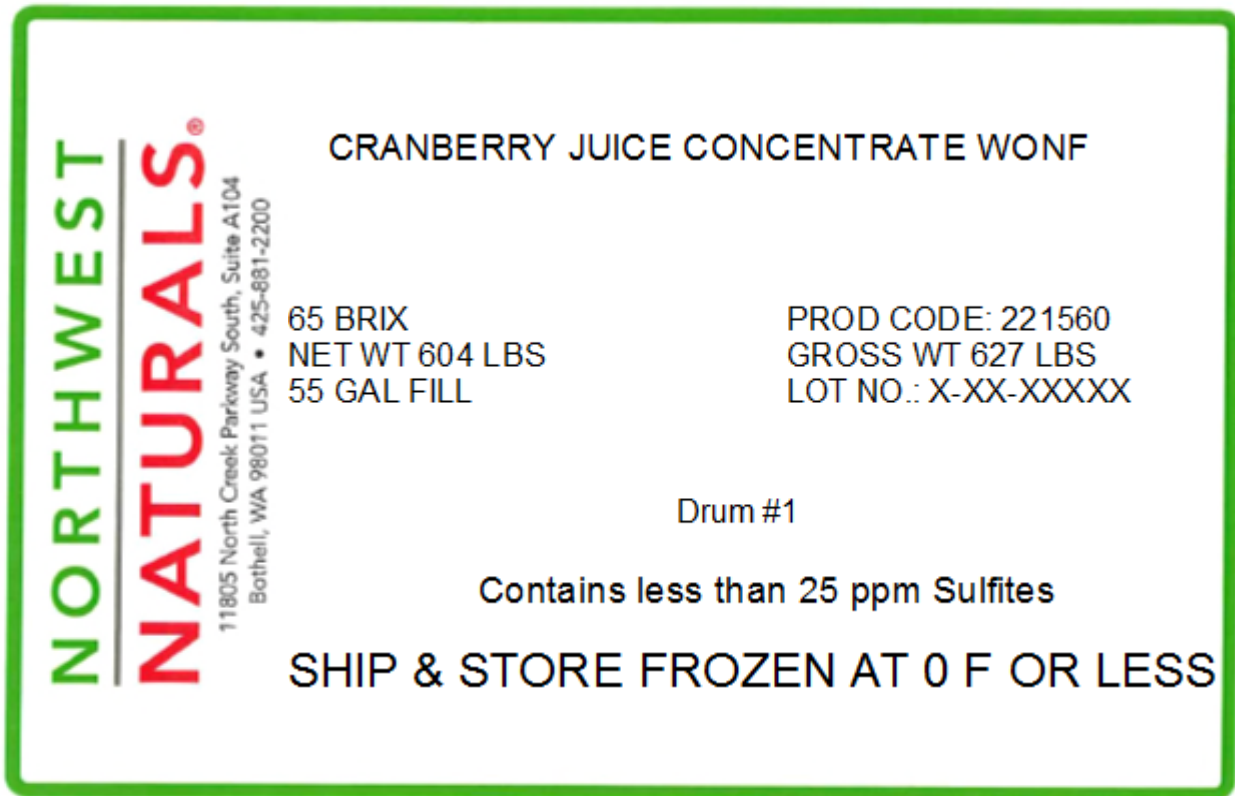 NORTHWEST
NATURALS®
11805 North Creek Parkway South, Suite A104
Bothell, WA 98011 USA • 425-881-2200
CRANBERRY JUICE CONCENTRATE WONF
65 BRIX PROD CODE: 221560
NET WT 604 LBS GROSS WT 627 LBS
55 GAL FILL LOT NO.: X-XX-XXXXX
Drum #1
Contains less than 25 ppm Sulfites
SHIP & STORE FROZEN AT 0 F OR LESS